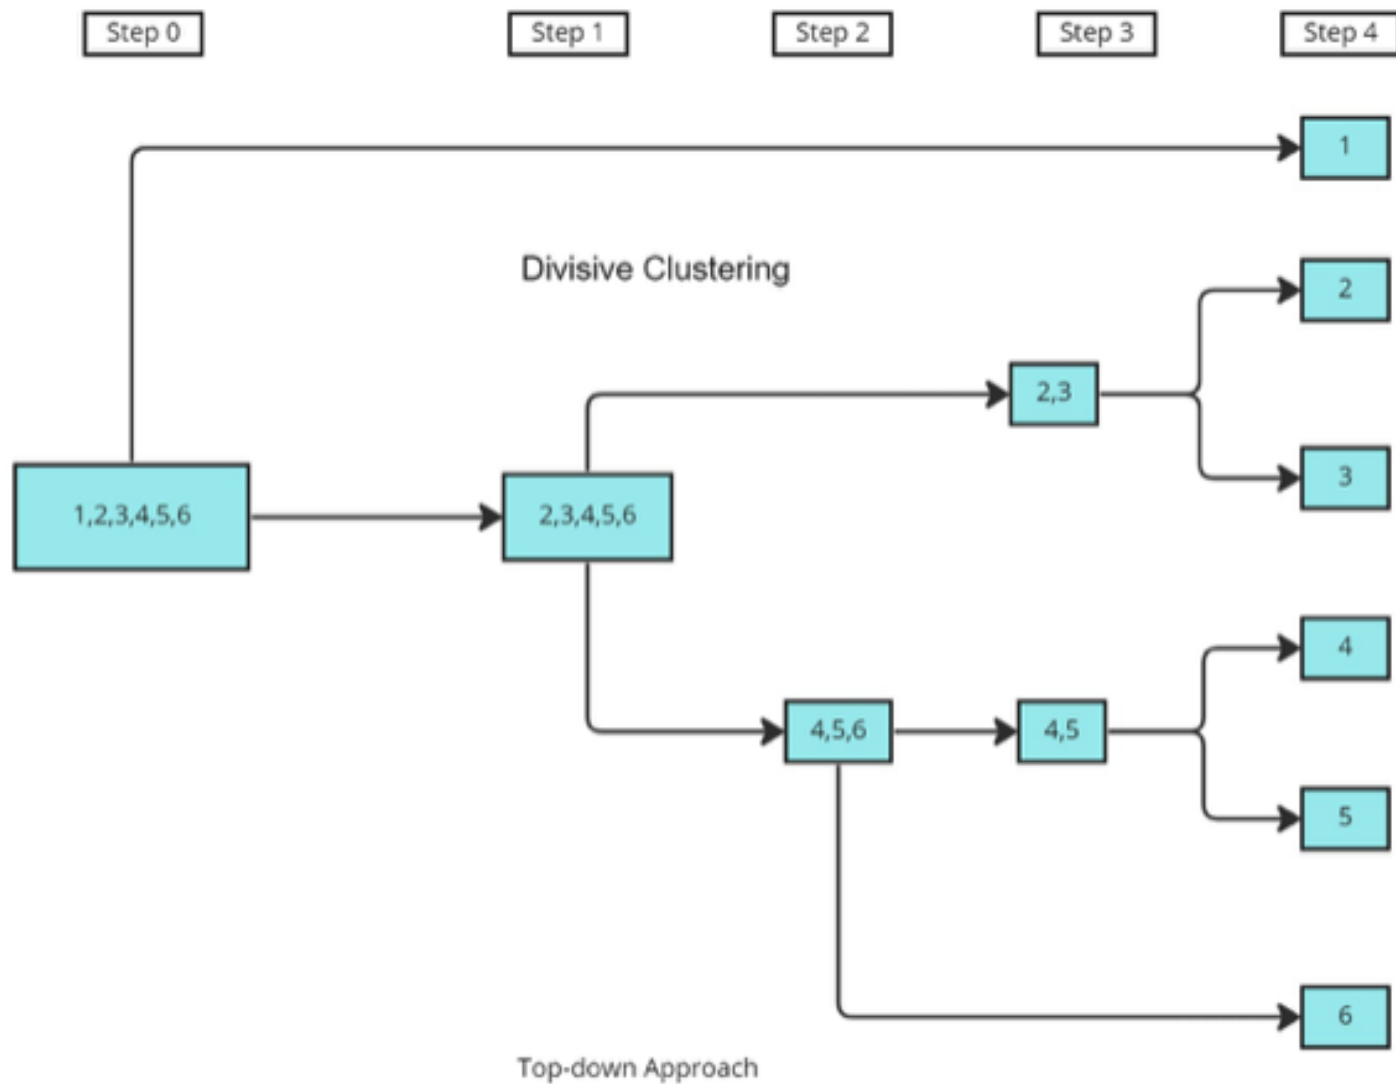 Step 0
Step 1
Step 2
Step 3
Step 4
1
Divisive Clustering
2
2,3
3
1,2,3,4,5,6
2,3,4,5,6
4
4,5,6
4,5
5
6
Top-down Approach